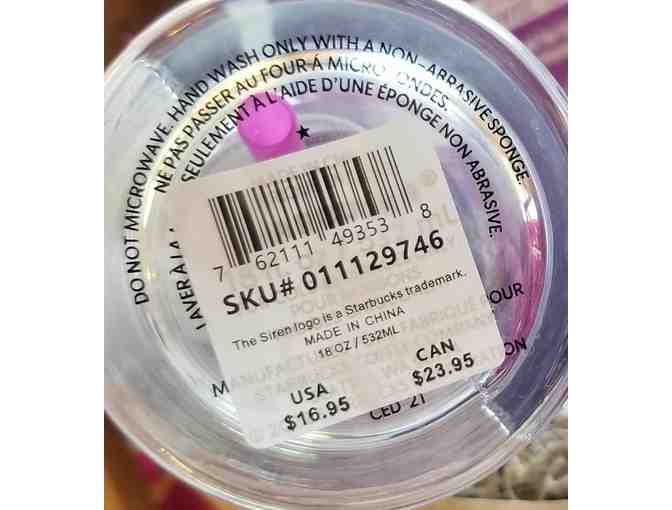 DO NOT MICROWAVE. HAND WASH ONLY WITH A NON-ABRASIVE SPONGE.
NE PAS PASSER AU FOUR À MICRO-ONDES.
SEULEMENT À L'AIDE D'UNE ÉPONGE NON ABRASIVE.
LAVER À LA
7 62111 49353 8
SKU# 011129746
The Siren logo is a Starbucks trademark.
MADE IN CHINA
18 OZ / 532ML
USA CAN
$16.95 $23.95